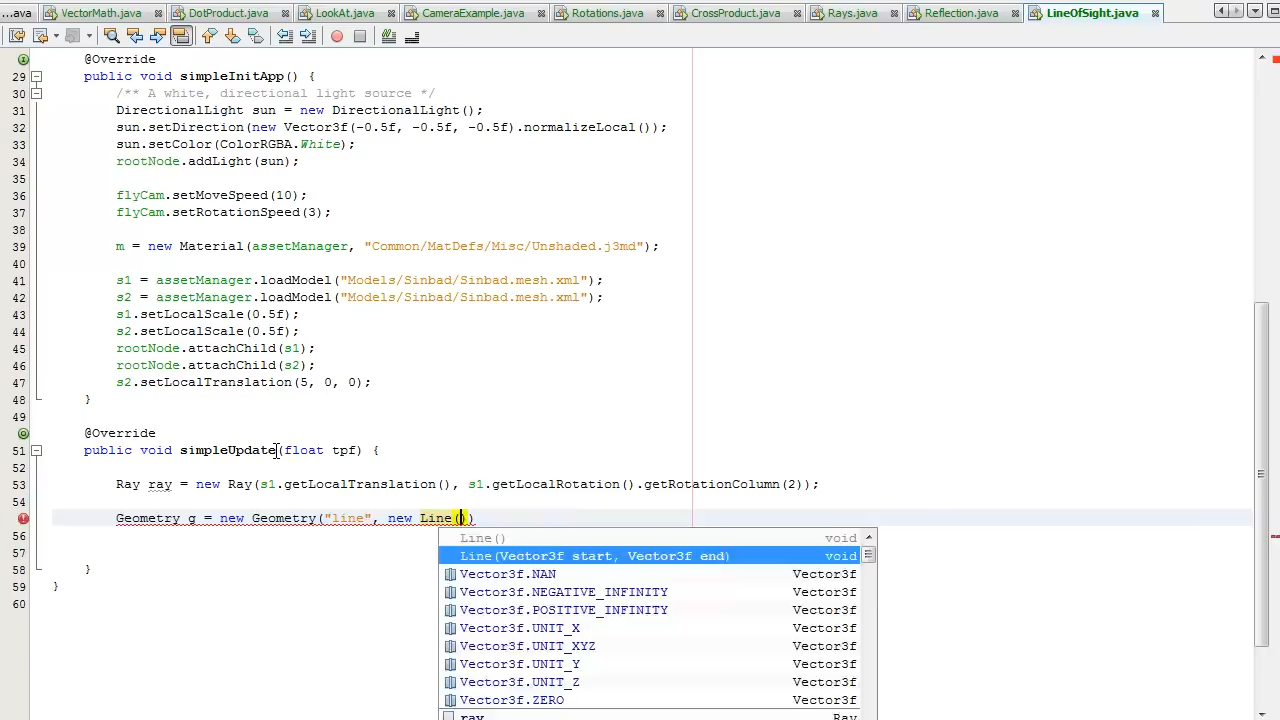 ...ava VectorMath.java DotProduct.java LookAt.java CameraExample.java Rotations.java CrossProduct.java Rays.java Reflection.java LineOfSight.java
@Override
29 public void simpleInitApp() {
30 /** A white, directional light source */
31 DirectionalLight sun = new DirectionalLight();
32 sun.setDirection(new Vector3f(-0.5f, -0.5f, -0.5f).normalizeLocal());
33 sun.setColor(ColorRGBA.White);
34 rootNode.addLight(sun);
35
36 flyCam.setMoveSpeed(10);
37 flyCam.setRotationSpeed(3);
38
39 m = new Material(assetManager, "Common/MatDefs/Misc/Unshaded.j3md");
40
41 s1 = assetManager.loadModel("Models/Sinbad/Sinbad.mesh.xml");
42 s2 = assetManager.loadModel("Models/Sinbad/Sinbad.mesh.xml");
43 s1.setLocalScale(0.5f);
44 s2.setLocalScale(0.5f);
45 rootNode.attachChild(s1);
46 rootNode.attachChild(s2);
47 s2.setLocalTranslation(5, 0, 0);
48 }
49
@Override
51 public void simpleUpdate(float tpf) {
52
53 Ray ray = new Ray(s1.getLocalTranslation(), s1.getLocalRotation().getRotationColumn(2));
54
Geometry g = new Geometry("line", new Line())
56
57
58 }
59 }
60
Line() void
Line(Vector3f start, Vector3f end) void
Vector3f.NAN Vector3f
Vector3f.NEGATIVE_INFINITY Vector3f
Vector3f.POSITIVE_INFINITY Vector3f
Vector3f.UNIT_X Vector3f
Vector3f.UNIT_XYZ Vector3f
Vector3f.UNIT_Y Vector3f
Vector3f.UNIT_Z Vector3f
Vector3f.ZERO Vector3f
ray Ray